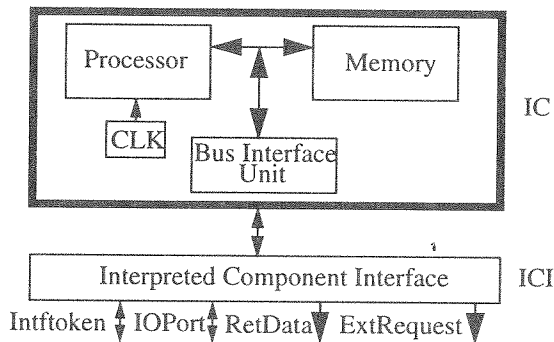 Processor
Memory
IC
CLK
Bus Interface
Unit
Interpreted Component Interface
ICI
Intftoken IOPort RetData ExtRequest